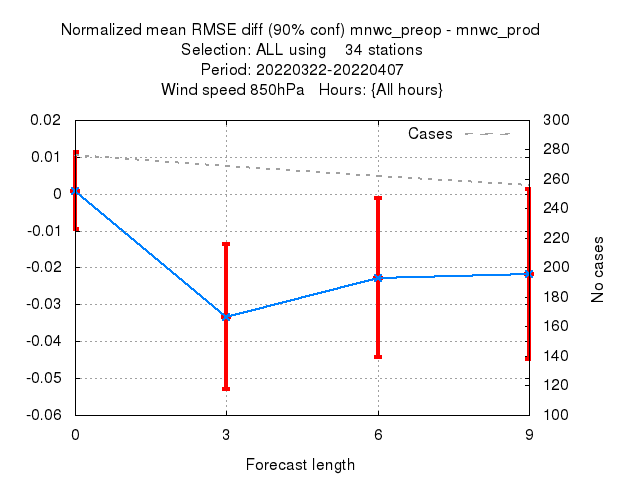 Normalized mean RMSE diff (90% conf) mnwc_preop - mnwc_prod
Selection: ALL using    34 stations
Period: 20220322-20220407
Wind speed 850hPa   Hours: {All hours}
Cases
0.02
0.01
0
-0.01
-0.02
-0.03
-0.04
-0.05
-0.06
300
280
260
240
220
200
180
160
140
120
100
No cases
0 3 6 9
Forecast length